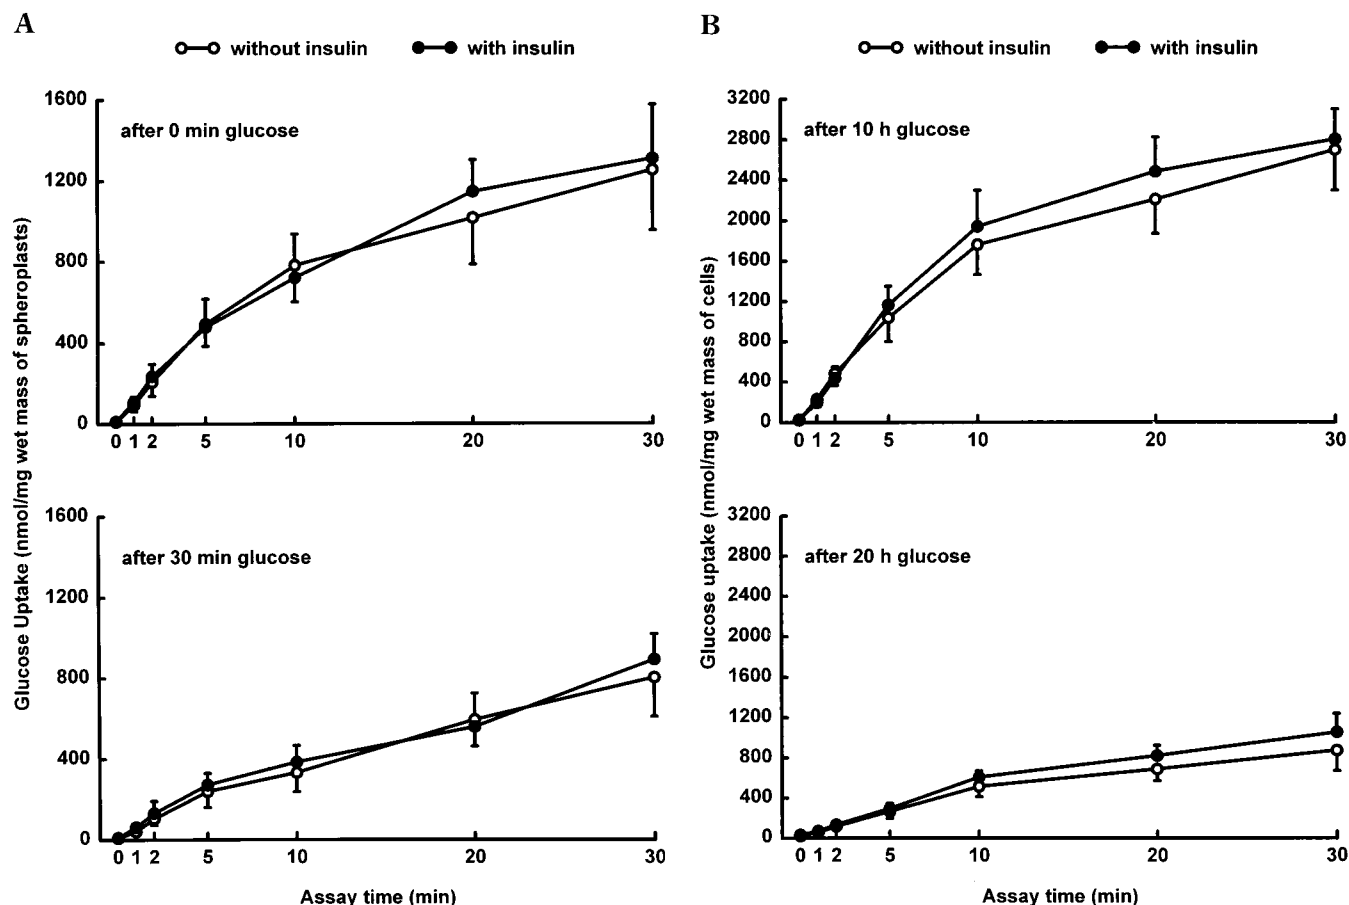 A
without insulin
with insulin
Glucose Uptake (nmol/mg wet mass of spheroplasts)
after 0 min glucose
1600
1200
800
400
0
0 1 2 5 10 20 30
after 30 min glucose
1600
1200
800
400
0
0 1 2 5 10 20 30
Assay time (min)
B
without insulin
with insulin
Glucose uptake (nmol/mg wet mass of cells)
after 10 h glucose
3200
2800
2400
2000
1600
1200
800
400
0
0 1 2 5 10 20 30
after 20 h glucose
3200
2800
2400
2000
1600
1200
800
400
0
0 1 2 5 10 20 30
Assay time (min)